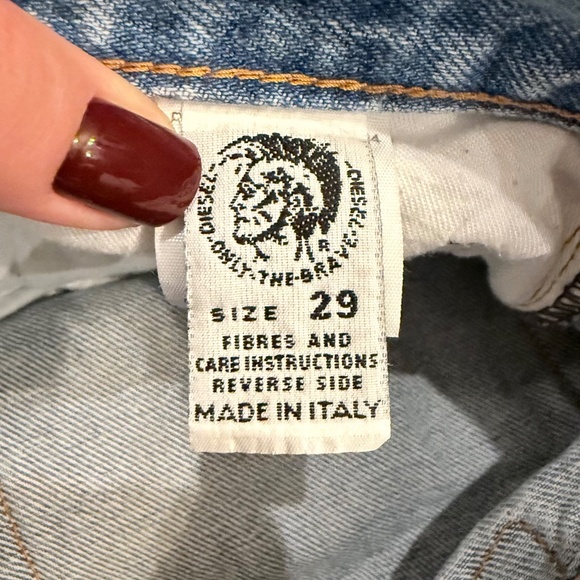 DIESEL
DIESEL
ONLY-THE-BRAVE
R
SIZE 29
FIBRES AND
CARE INSTRUCTIONS
REVERSE SIDE
MADE IN ITALY